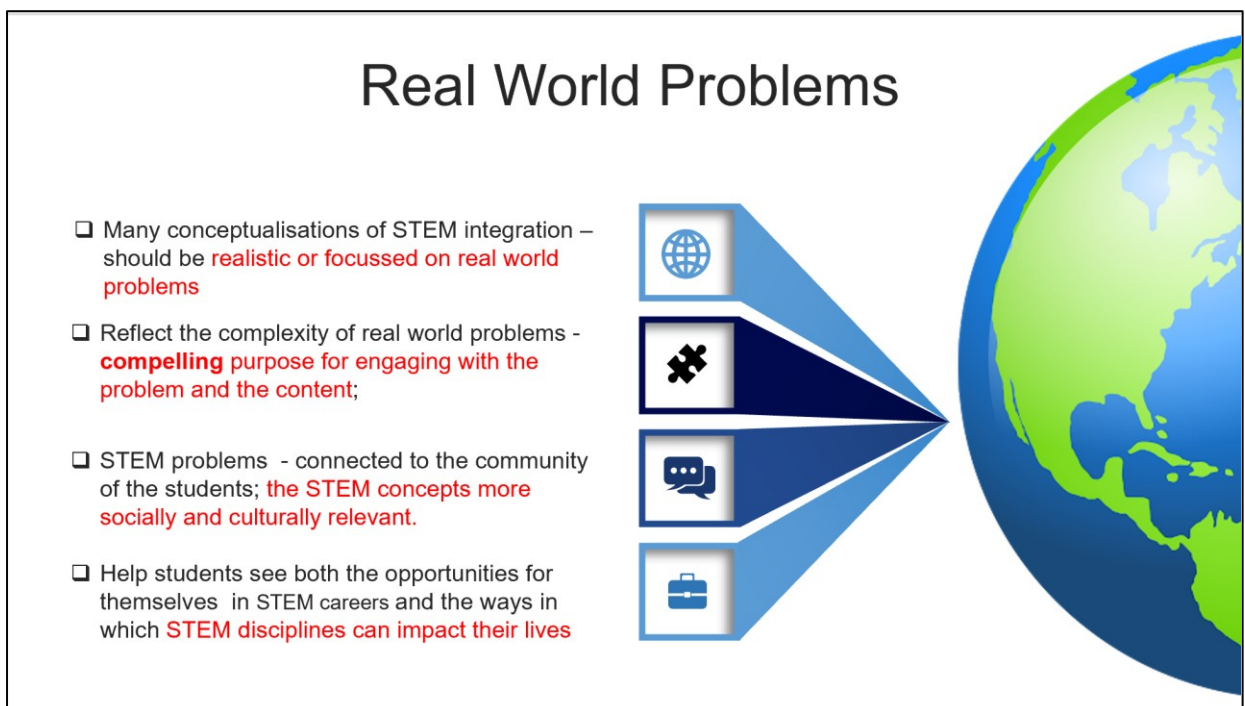 Real World Problems
❑ Many conceptualisations of STEM integration –
should be realistic or focussed on real world
problems
❑ Reflect the complexity of real world problems -
compelling purpose for engaging with the
problem and the content;
❑ STEM problems - connected to the community
of the students; the STEM concepts more
socially and culturally relevant.
❑ Help students see both the opportunities for
themselves in STEM careers and the ways in
which STEM disciplines can impact their lives